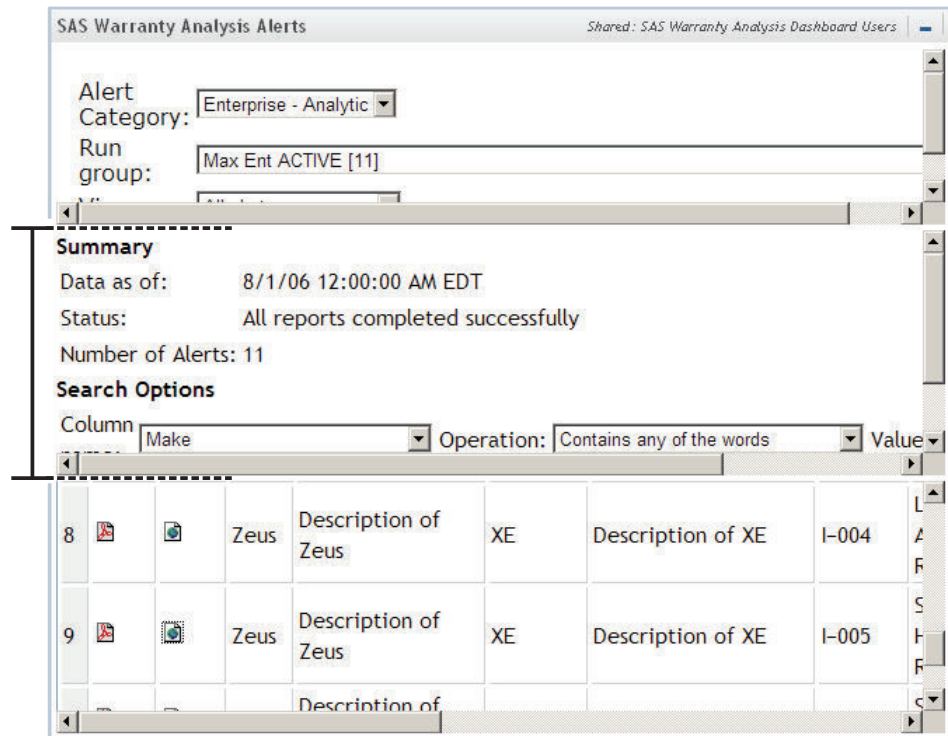 SAS Warranty Analysis Alerts Shared: SAS Warranty Analysis Dashboard Users
Alert
Category: Enterprise - Analytic
Run
group: Max Ent ACTIVE [11]
Summary
Data as of: 8/1/06 12:00:00 AM EDT
Status: All reports completed successfully
Number of Alerts: 11
Search Options
Column
Make Operation: Contains any of the words Value
8 Zeus Description of Zeus XE Description of XE I-004
9 Zeus Description of Zeus XE Description of XE I-005
Description of